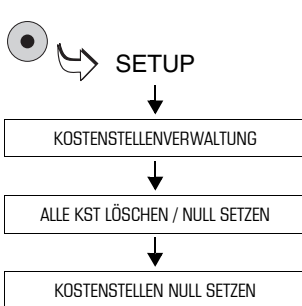 SETUP
KOSTENSTELLENVERWALTUNG
ALLE KST LÖSCHEN / NULL SETZEN
KOSTENSTELLEN NULL SETZEN